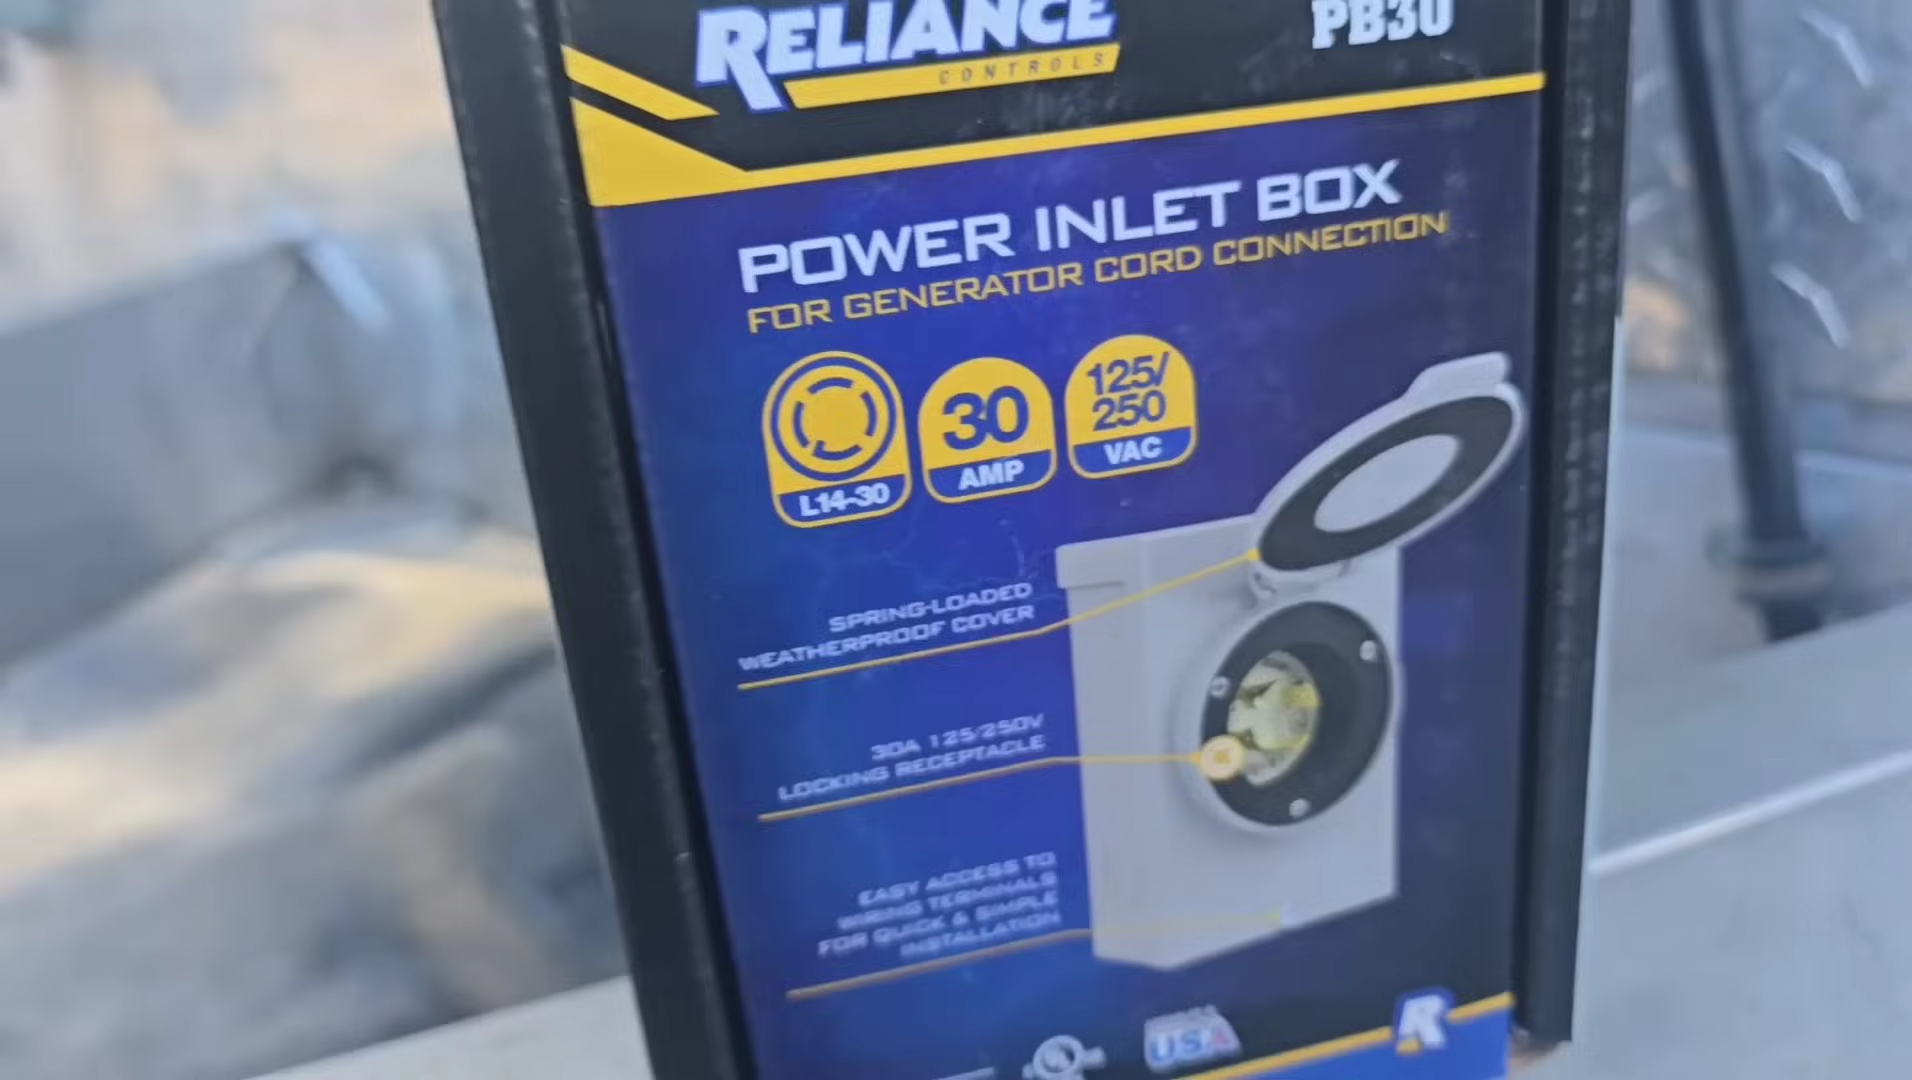 RELIANCE
CONTROLS
PB30
POWER INLET BOX
FOR GENERATOR CORD CONNECTION
L14-30
30
AMP
125/
250
VAC
SPRING-LOADED
WEATHERPROOF COVER
30A 125/250V
LOCKING RECEPTACLE
EASY ACCESS TO
WIRING TERMINALS
FOR QUICK & SIMPLE
INSTALLATION
UL
USA
R